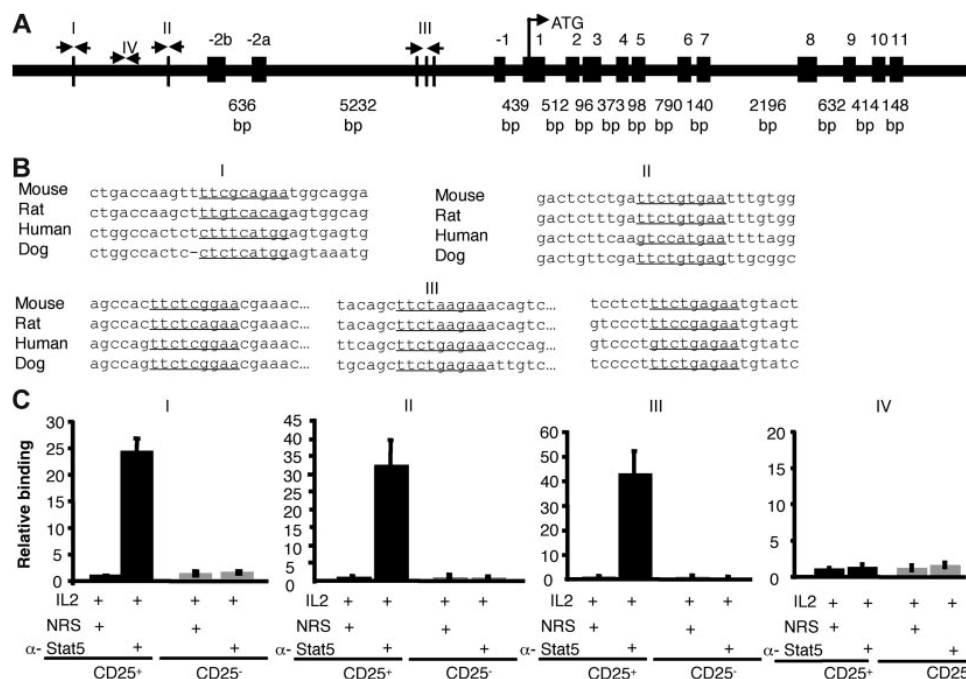 A
I
IV
II
-2b -2a
III
ATG
-1 1 2 3 4 5 6 7 8 9 10 11
636 bp
5232 bp
439 bp
512 bp
96 bp
373 bp
98 bp
790 bp
140 bp
2196 bp
632 bp
414 bp
148 bp
B
I
Mouse ctgaccaagttttcgcagaatggcagga
Rat ctgaccaagctttgtcacagagtggcag
Human ctggccactctctttcatggagtgagtg
Dog ctggccactc-ctctcatggagtaaatg
II
Mouse gactctctgattctgtgaatttgtgg
Rat gactctttgattctgtgaatttgtgg
Human gactcttcaagtccatgaattttagg
Dog gactgttcgattctgtgagttgcggc
III
Mouse agccacttctcggaacgaaac… tacagcttctaagaaacagtc… tcctctttctgagaatgtact
Rat agccacttctcagaacgaaac… tacagcttctaagaaacagtc… gtccctttccgagaatgtagt
Human agccagttctcggaacgaaac… ttcagcttctgagaaacccag… gtccctgtctgagaatgtatc
Dog agccagttctcggaacgaaac… tgcagcttctgagaaattgtc… tcccctttctgagaatgtatc
C
I
Relative binding
30
25
20
15
10
5
0
IL2 + + + +
NRS + +
α- Stat5 + +
CD25+ CD25-
II
45
40
35
30
25
20
15
10
5
0
IL2 + + + +
NRS + +
α- Stat5 + +
CD25+ CD25-
III
60
50
40
30
20
10
0
IL2 + + + +
NRS + +
α- Stat5 + +
CD25+ CD25-
IV
20
15
10
5
0
IL2 + + + +
NRS + +
α- Stat5 + +
CD25+ CD25